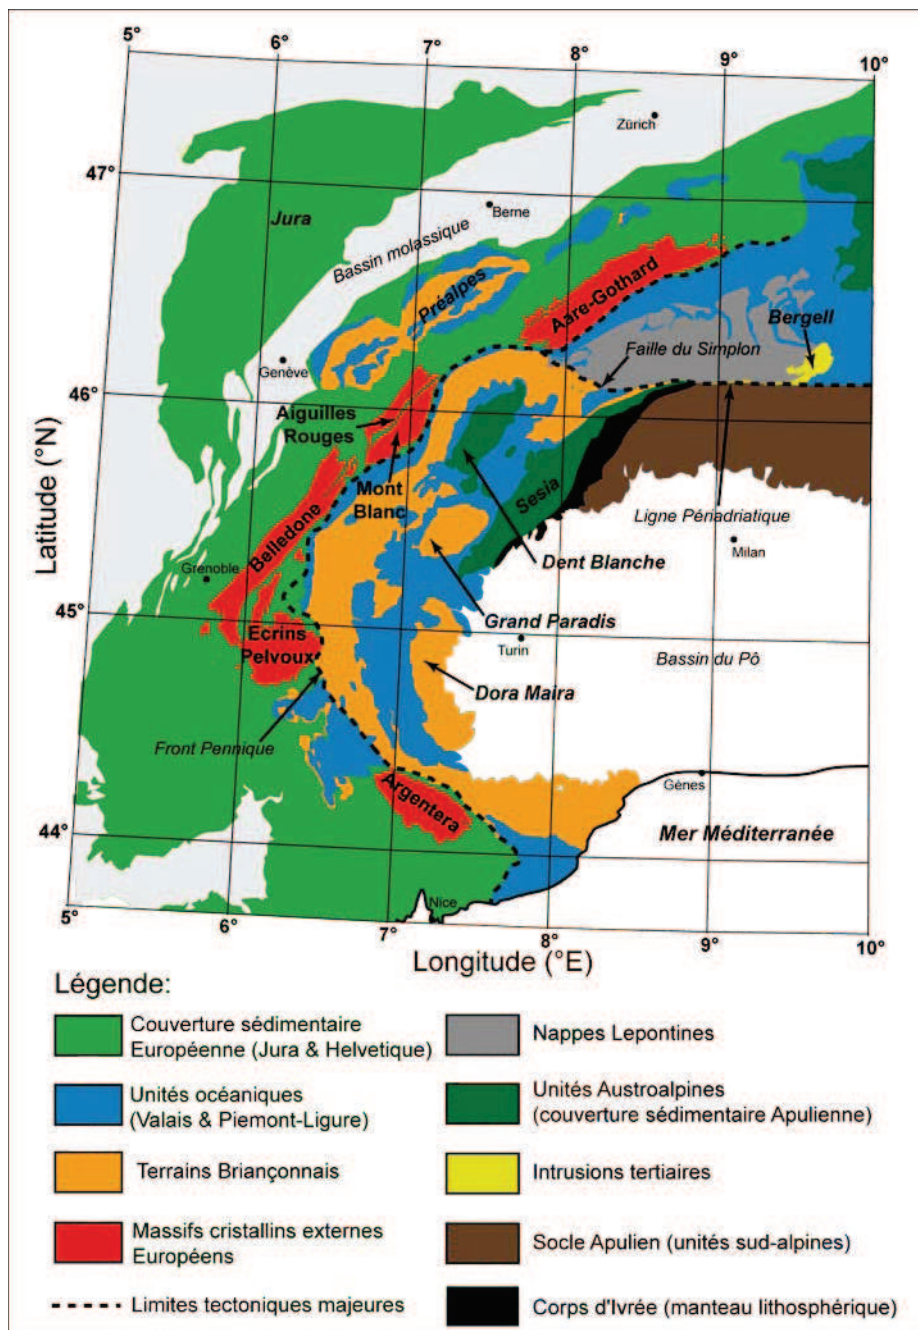 5°
6°
7°
8°
9°
10°
Zürich
47°
Berne
Jura
Bassin molassique
Préalpes
Aare-Gothard
Bergell
Genève
Faille du Simplon
46°
Aiguilles
Rouges
Mont
Blanc
Sesia
Ligne Périadriatique
Milan
Latitude (°N)
Belledone
Grenoble
Dent Blanche
Grand Paradis
45°
Ecrins
Pelvoux
Turin
Bassin du Pô
Dora Maira
Front Pennique
Argentera
Gènes
44°
Mer Méditerranée
Nice
5°
6°
7°
8°
9°
10°
Longitude (°E)
Légende:
Couverture sédimentaire
Européenne (Jura & Helvetique)
Nappes Lepontines
Unités océaniques
(Valais & Piemont-Ligure)
Unités Austroalpines
(couverture sédimentaire Apulienne)
Terrains Briançonnais
Intrusions tertiaires
Massifs cristallins externes
Européens
Socle Apulien (unités sud-alpines)
Limites tectoniques majeures
Corps d'Ivrée (manteau lithosphérique)